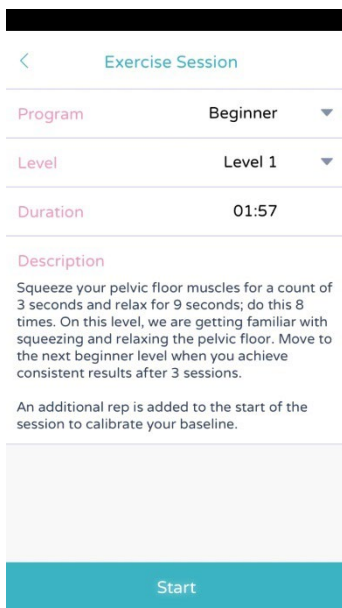 Exercise Session
Program Beginner
Level Level 1
Duration 01:57
Description
Squeeze your pelvic floor muscles for a count of
3 seconds and relax for 9 seconds; do this 8
times. On this level, we are getting familiar with
squeezing and relaxing the pelvic floor. Move to
the next beginner level when you achieve
consistent results after 3 sessions.
An additional rep is added to the start of the
session to calibrate your baseline.
Start